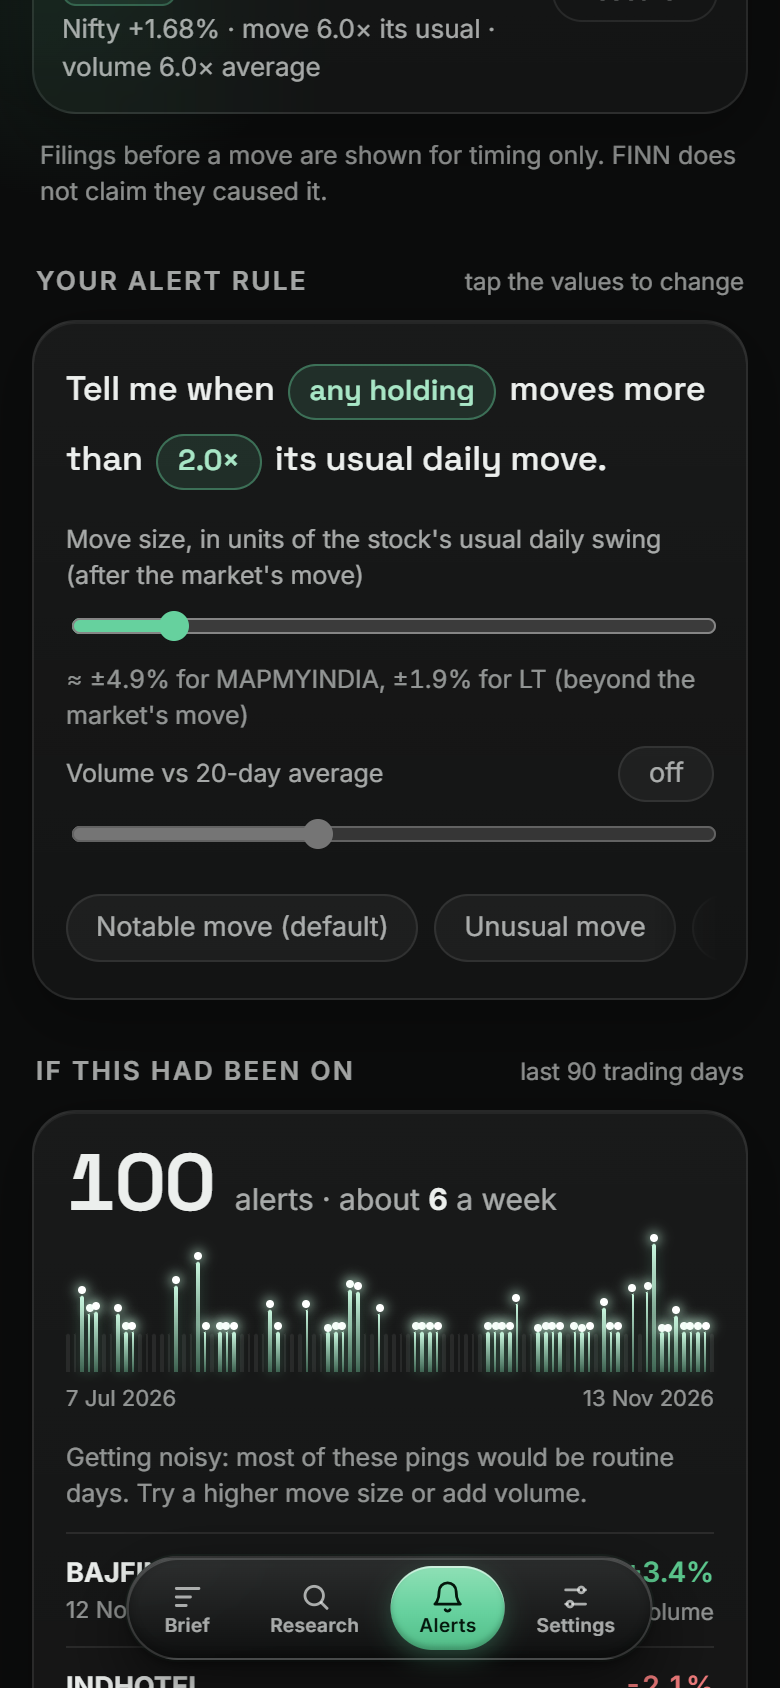 Nifty +1.68% · move 6.0× its usual ·
volume 6.0× average
Filings before a move are shown for timing only. FINN does
not claim they caused it.
YOUR ALERT RULE
tap the values to change
Tell me when any holding moves more
than 2.0× its usual daily move.
Move size, in units of the stock's usual daily swing
(after the market's move)
≈ ±4.9% for MAPMYINDIA, ±1.9% for LT (beyond the
market's move)
Volume vs 20-day average
off
Notable move (default)
Unusual move
IF THIS HAD BEEN ON
last 90 trading days
100 alerts · about 6 a week
7 Jul 2026
13 Nov 2026
Getting noisy: most of these pings would be routine
days. Try a higher move size or add volume.
3.4%
12
Brief
Research
Alerts
Settings
INDHOTEL
-2.1%